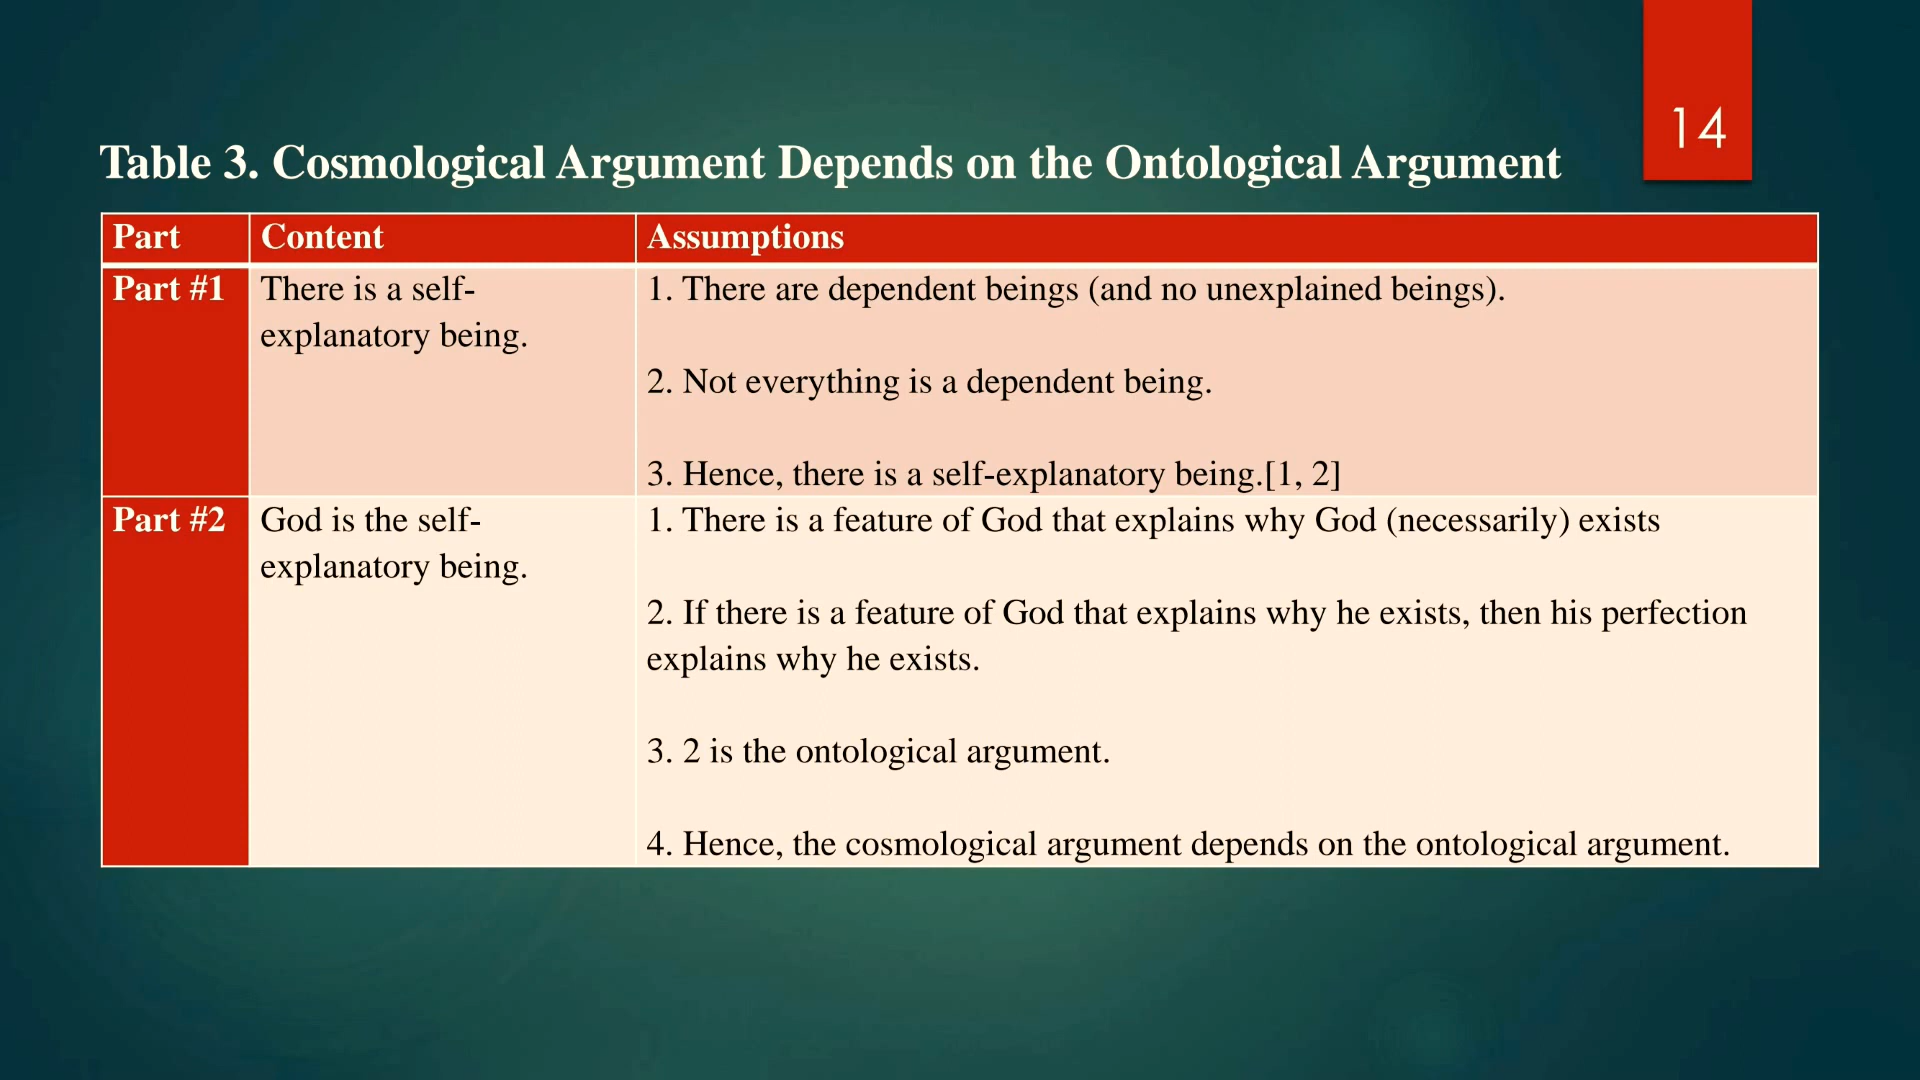 14
Table 3. Cosmological Argument Depends on the Ontological Argument
Part Content Assumptions
Part #1 There is a self- 1. There are dependent beings (and no unexplained beings).
explanatory being.
2. Not everything is a dependent being.
3. Hence, there is a self-explanatory being.[1, 2]
Part #2 God is the self- 1. There is a feature of God that explains why God (necessarily) exists
explanatory being.
2. If there is a feature of God that explains why he exists, then his perfection
explains why he exists.
3. 2 is the ontological argument.
4. Hence, the cosmological argument depends on the ontological argument.